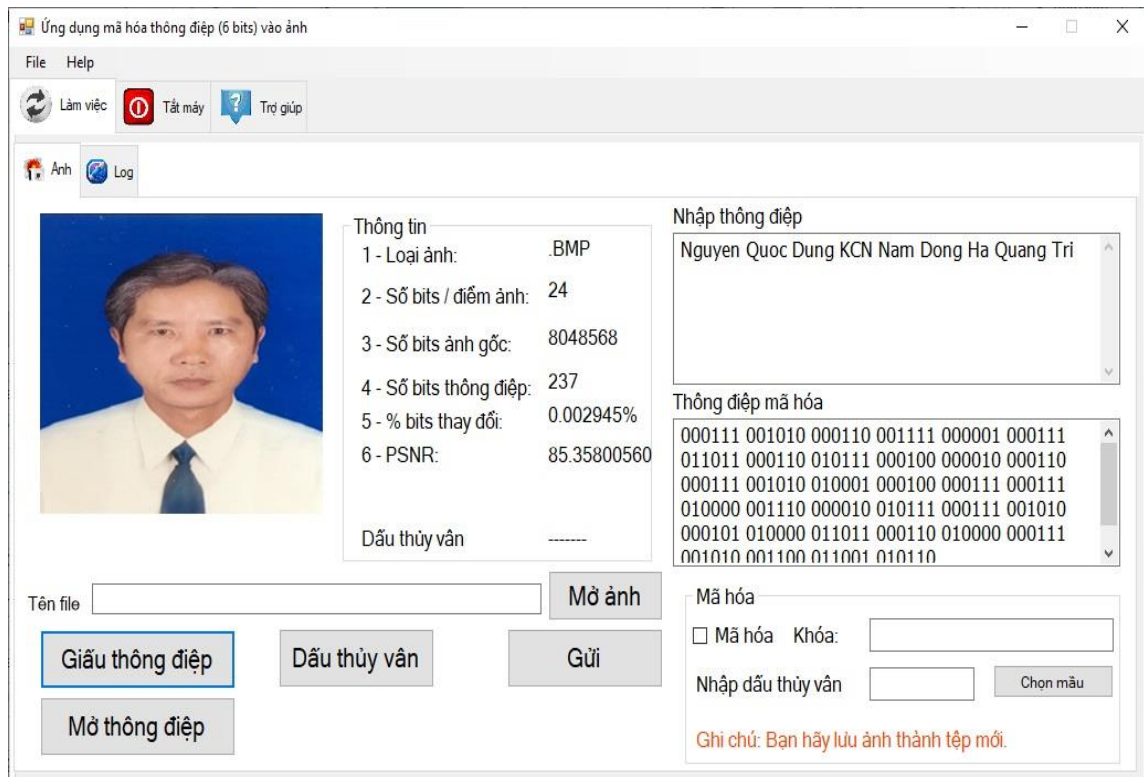 Ứng dụng mã hóa thông điệp (6 bits) vào ảnh
File Help
Làm việc Tắt máy Trợ giúp
Anh Log
Thông tin
1 - Loại ảnh: .BMP
2 - Số bits / điểm ảnh: 24
3 - Số bits ảnh gốc: 8048568
4 - Số bits thông điệp: 237
5 - % bits thay đổi: 0.002945%
6 - PSNR: 85.35800560
Dấu thủy vân -------
Nhập thông điệp
Nguyen Quoc Dung KCN Nam Dong Ha Quang Tri
Thông điệp mã hóa
000111 001010 000110 001111 000001 000111
011011 000110 010111 000100 000010 000110
000111 001010 010001 000100 000111 000111
010000 001110 000010 010111 000111 001010
000101 010000 011011 000110 010000 000111
001010 001100 011001 010110
Tên file
Mở ảnh
Giấu thông điệp Dấu thủy vân Gửi
Mở thông điệp
Mã hóa
Mã hóa Khóa:
Nhập dấu thủy vân Chọn mầu
Ghi chú: Bạn hãy lưu ảnh thành tệp mới.